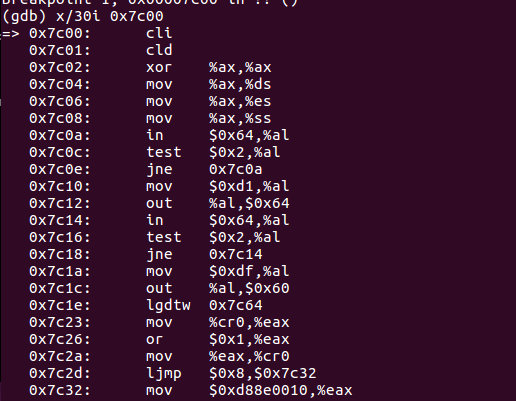 Breakpoint 1, 0x00007c00 in ?? ()
(gdb) x/30i 0x7c00
=> 0x7c00: cli
0x7c01: cld
0x7c02: xor %ax,%ax
0x7c04: mov %ax,%ds
0x7c06: mov %ax,%es
0x7c08: mov %ax,%ss
0x7c0a: in $0x64,%al
0x7c0c: test $0x2,%al
0x7c0e: jne 0x7c0a
0x7c10: mov $0xd1,%al
0x7c12: out %al,$0x64
0x7c14: in $0x64,%al
0x7c16: test $0x2,%al
0x7c18: jne 0x7c14
0x7c1a: mov $0xdf,%al
0x7c1c: out %al,$0x60
0x7c1e: lgdtw 0x7c64
0x7c23: mov %cr0,%eax
0x7c26: or $0x1,%eax
0x7c2a: mov %eax,%cr0
0x7c2d: ljmp $0x8,$0x7c32
0x7c32: mov $0xd88e0010,%eax